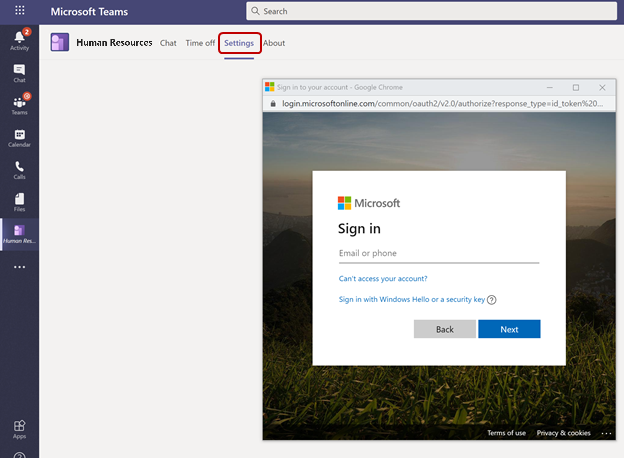 Microsoft Teams
Search
Activity
2
Chat
Teams
Calendar
Calls
Files
Human Res...
Apps
Human Resources
Chat
Time off
Settings
About
Sign in to your account - Google Chrome
login.microsoftonline.com/common/oauth2/v2.0/authorize?response_type=id_token%20...
Microsoft
Sign in
Email or phone
Can't access your account?
Sign in with Windows Hello or a security key ?
Back
Next
Terms of use
Privacy & cookies
...